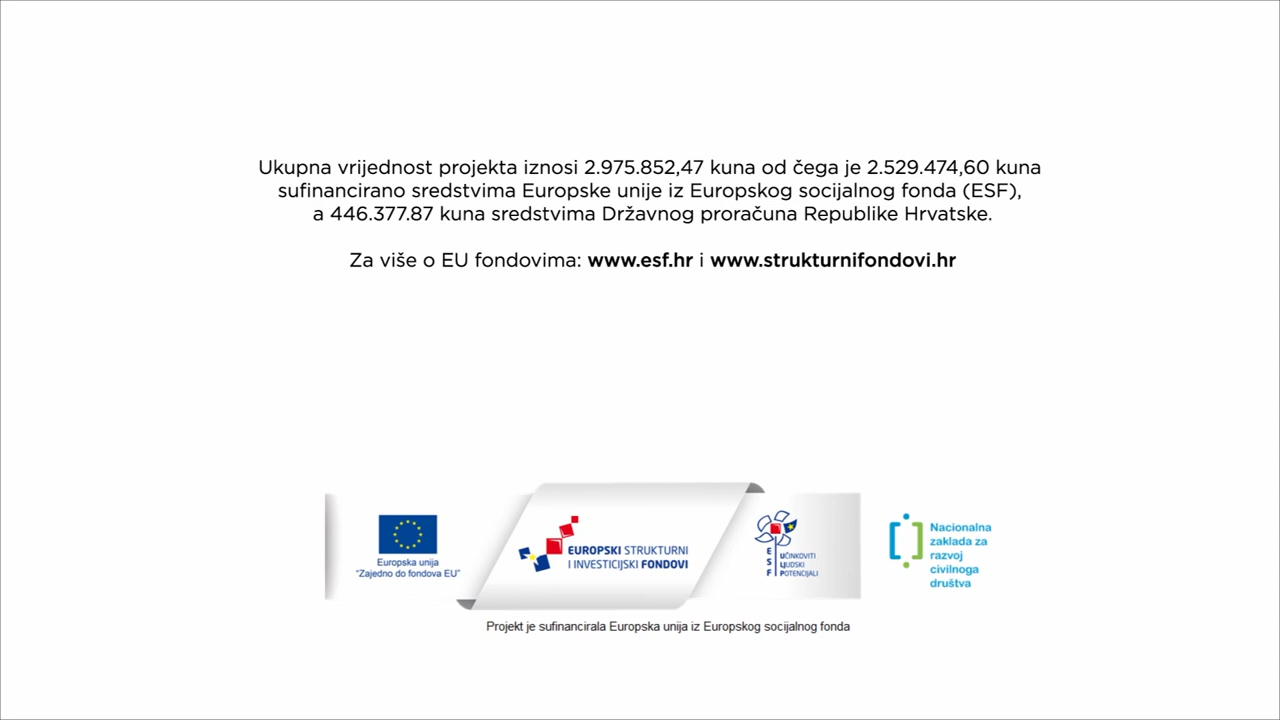 Ukupna vrijednost projekta iznosi 2.975.852,47 kuna od čega je 2.529.474,60 kuna
sufinancirano sredstvima Europske unije iz Europskog socijalnog fonda (ESF),
a 446.377.87 kuna sredstvima Državnog proračuna Republike Hrvatske.
Za više o EU fondovima: www.esf.hr i www.strukturnifondovi.hr
Europska unija
"Zajedno do fondova EU"
EUROPSKI STRUKTURNI
I INVESTICIJSKI FONDOVI
E S F
UČINKOVITI
LJUDSKI
POTENCIJALI
Nacionalna
zaklada za
razvoj
civilnoga
društva
Projekt je sufinancirala Europska unija iz Europskog socijalnog fonda